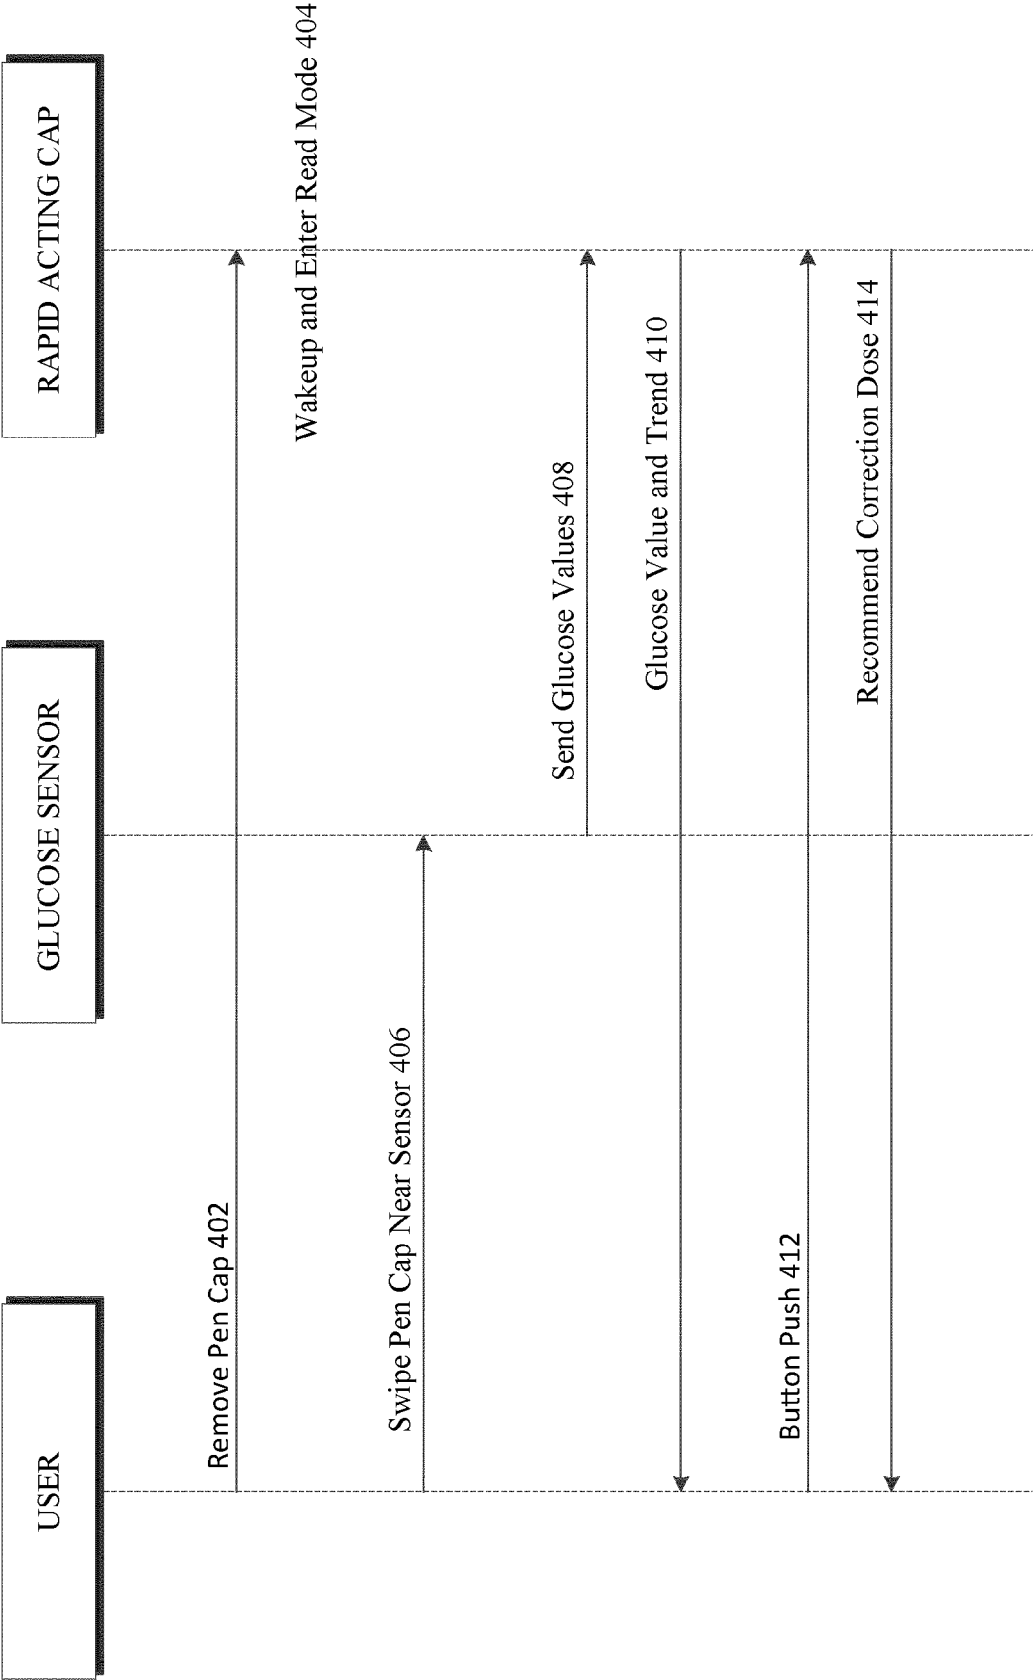 USER
GLUCOSE SENSOR
RAPID ACTING CAP
Remove Pen Cap 402
Wakeup and Enter Read Mode 404
Swipe Pen Cap Near Sensor 406
Send Glucose Values 408
Glucose Value and Trend 410
Button Push 412
Recommend Correction Dose 414